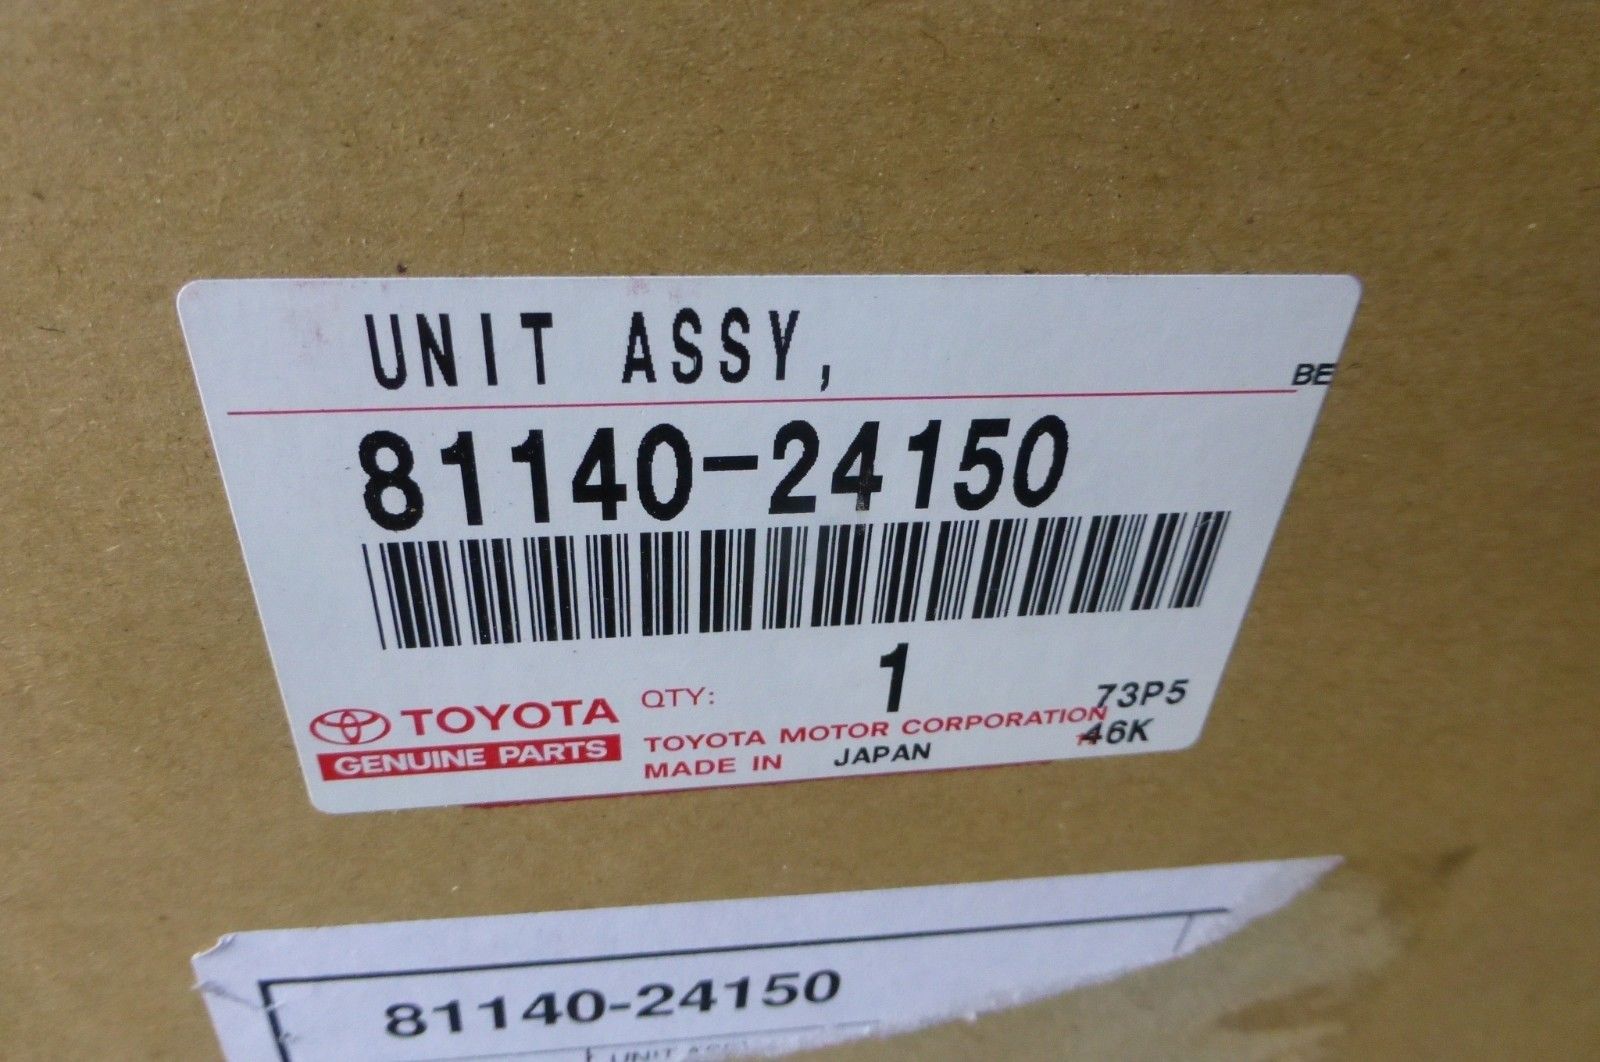 UNIT ASSY,
BE
81140-24150
QTY: 1
73P5
TOYOTA
GENUINE PARTS
TOYOTA MOTOR CORPORATION
46K
MADE IN JAPAN
81140-24150
UNIT ASSY